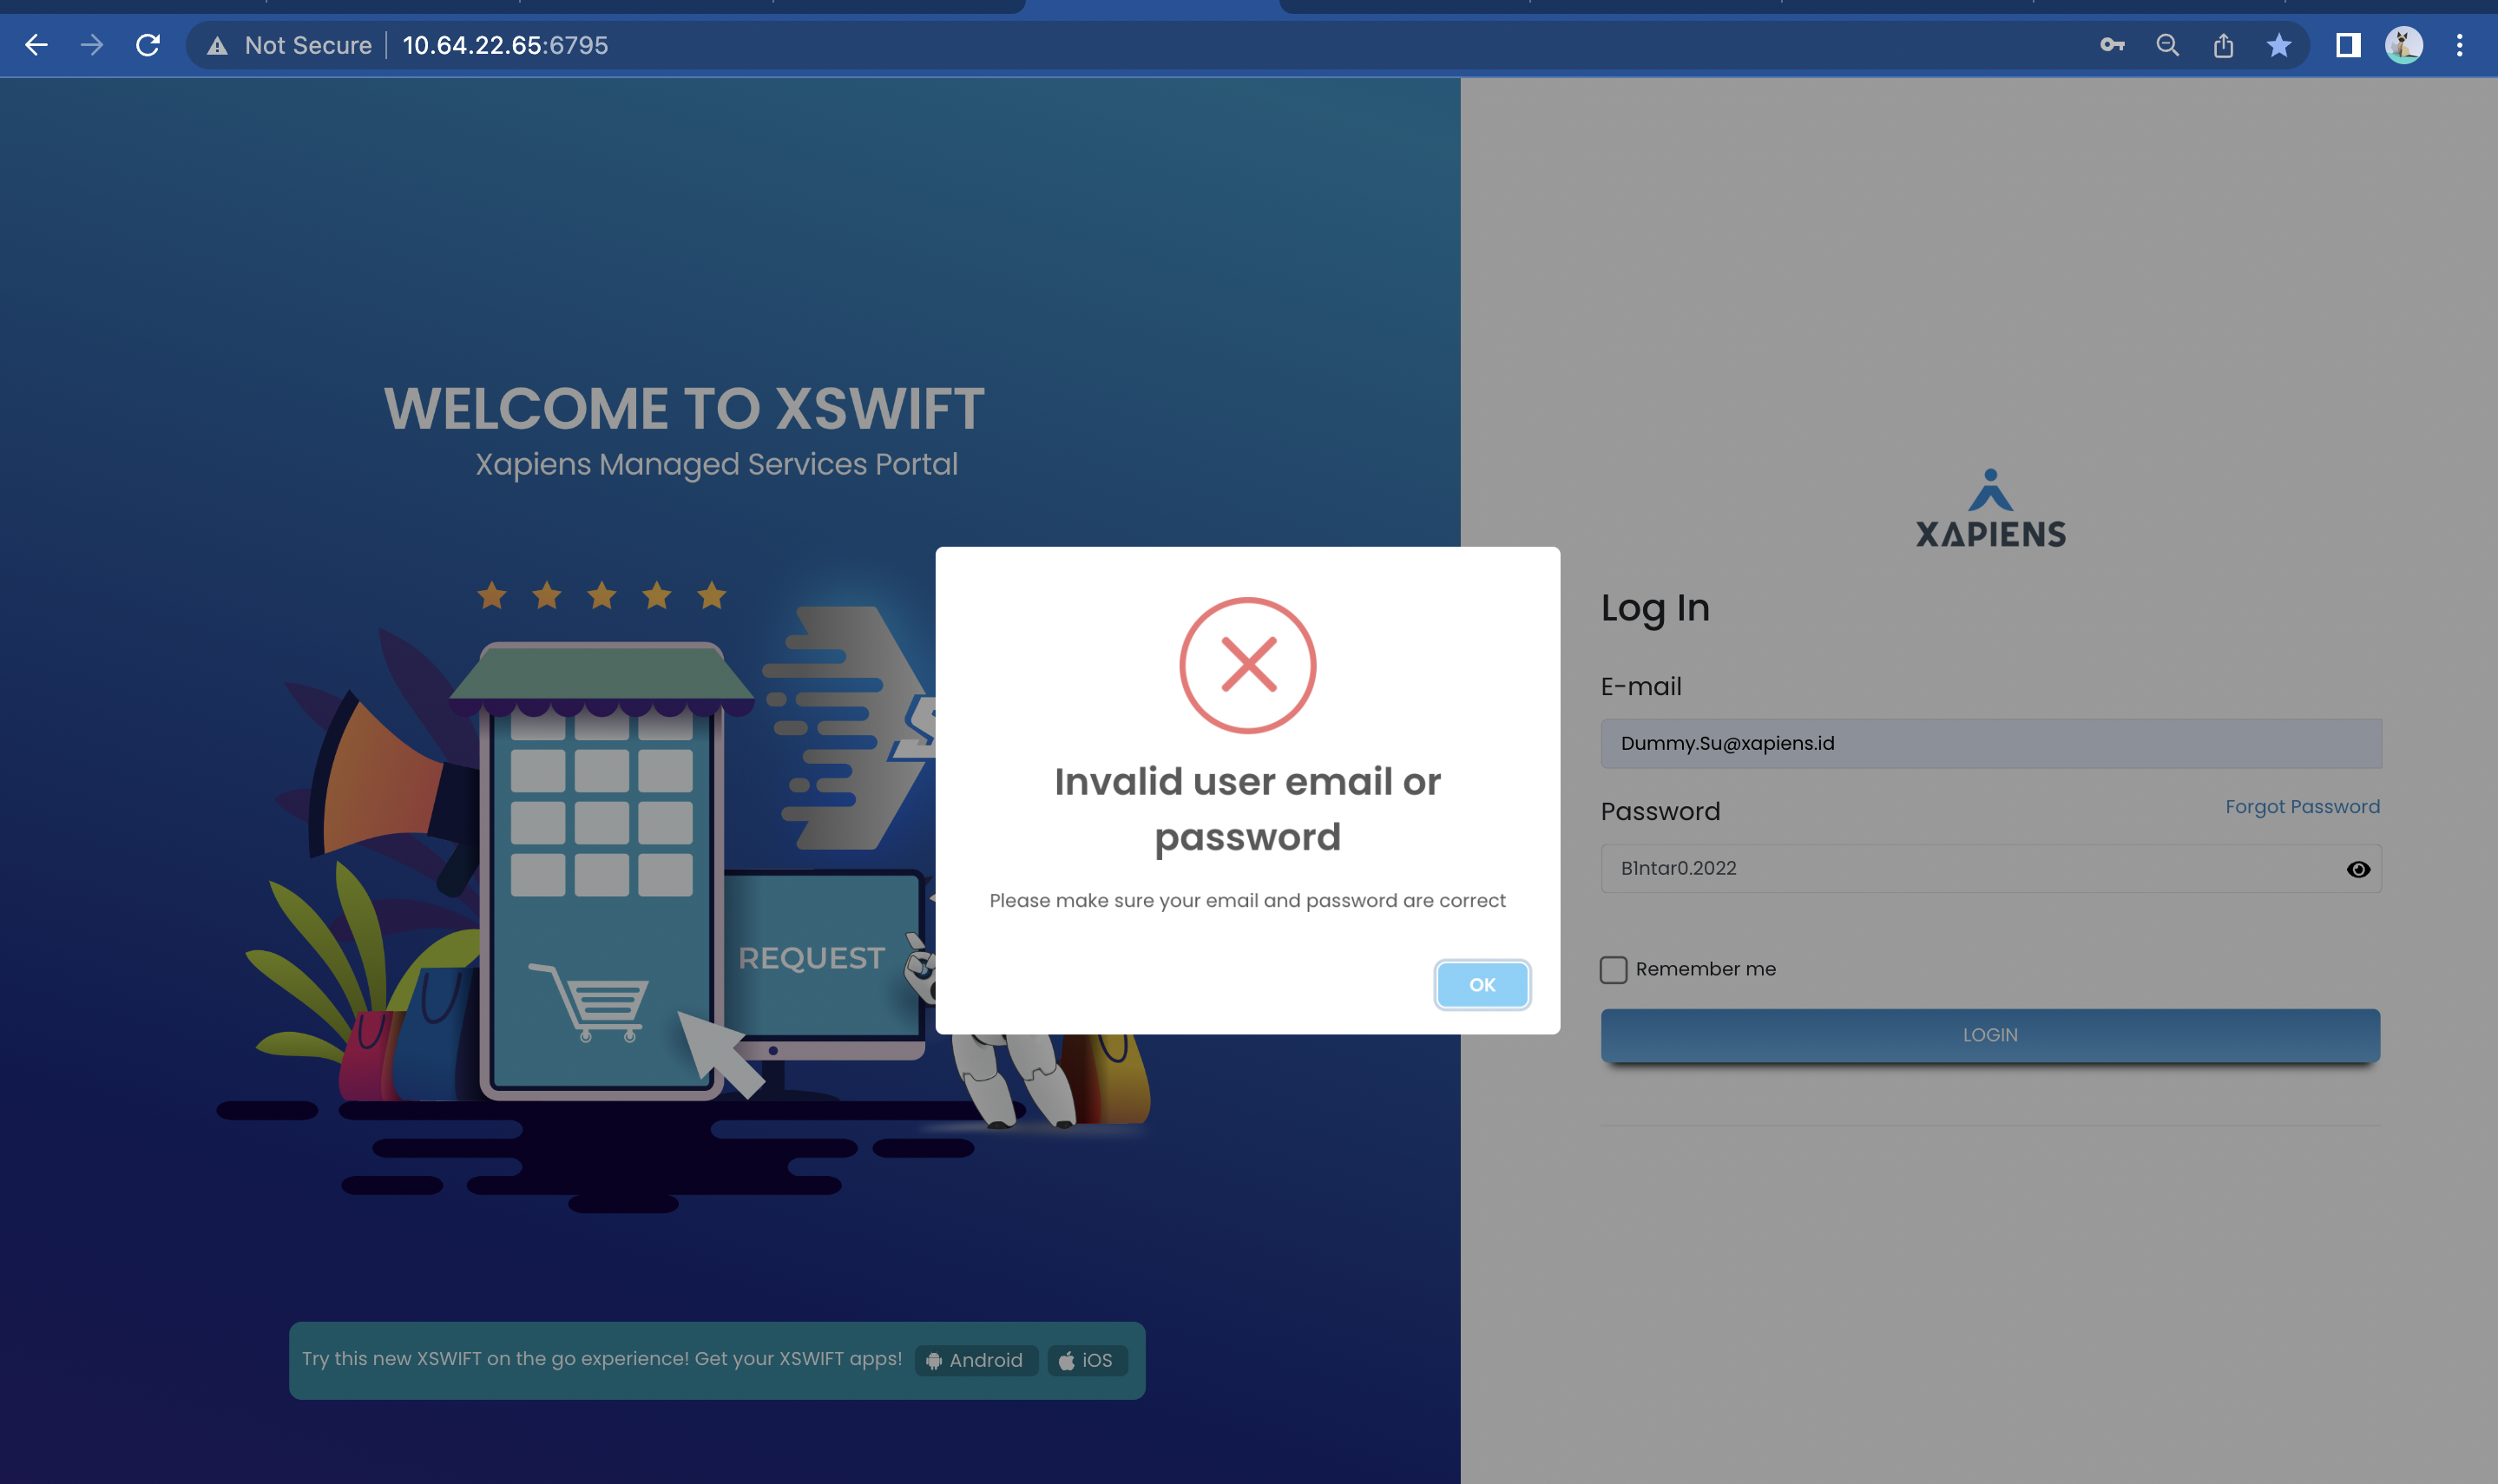 Not Secure
10.64.22.65:6795
WELCOME TO XSWIFT
Xapiens Managed Services Portal
REQUEST
Try this new XSWIFT on the go experience! Get your XSWIFT apps!
Android
iOS
Invalid user email or
password
Please make sure your email and password are correct
OK
XAPIENS
Log In
E-mail
Dummy.Su@xapiens.id
Password
Forgot Password
B1ntar0.2022
Remember me
LOGIN